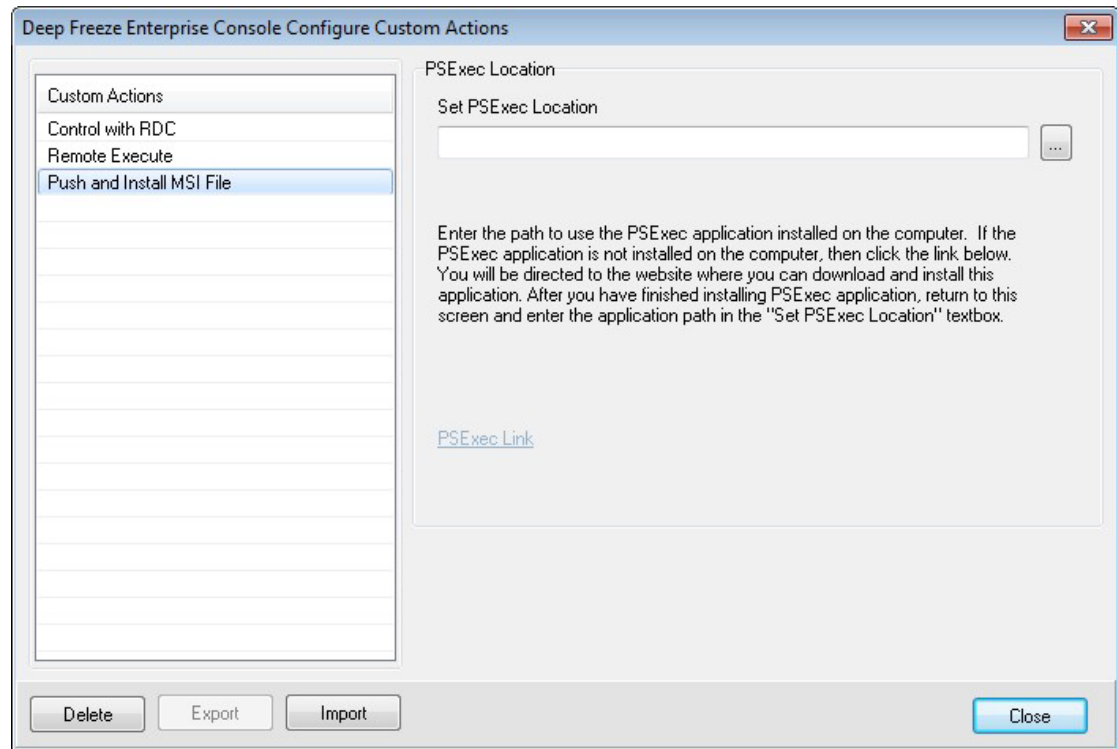 Deep Freeze Enterprise Console Configure Custom Actions
Custom Actions
Control with RDC
Remote Execute
Push and Install MSI File
PSExec Location
Set PSExec Location
...
Enter the path to use the PSExec application installed on the computer.  If the
PSExec application is not installed on the computer, then click the link below.
You will be directed to the website where you can download and install this
application. After you have finished installing PSExec application, return to this
screen and enter the application path in the "Set PSExec Location" textbox.
PSExec Link
Delete
Export
Import
Close